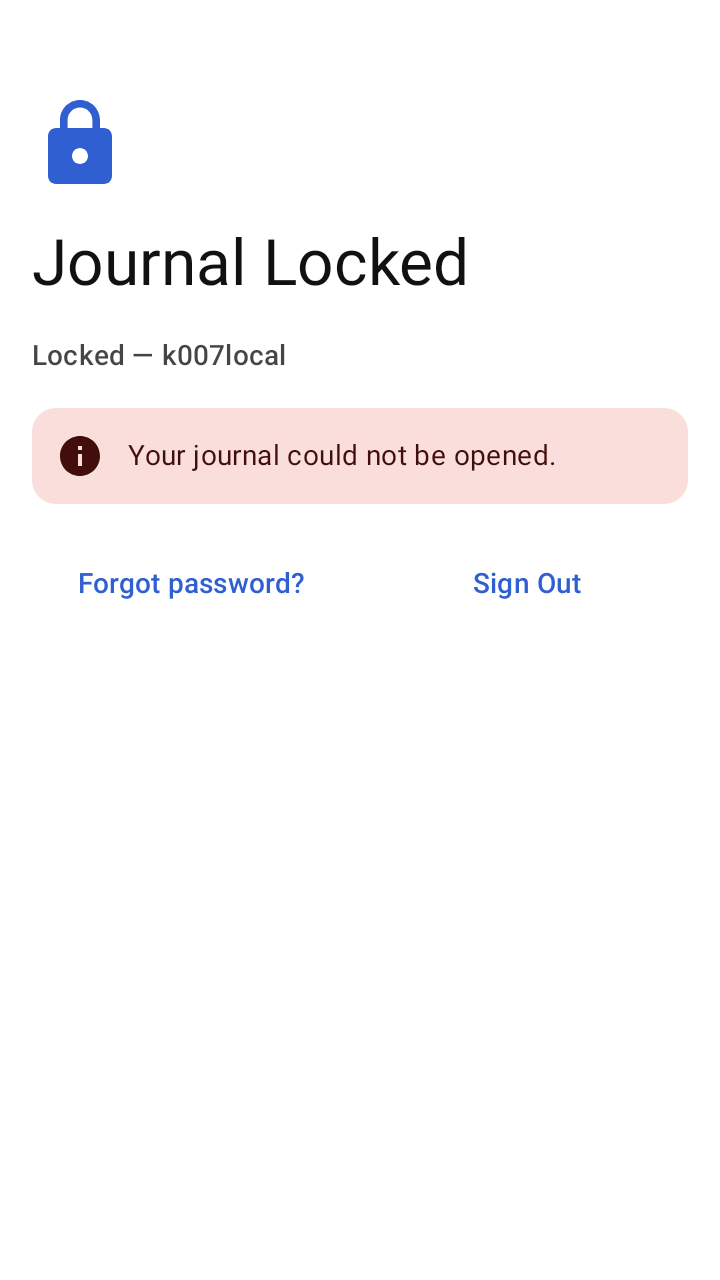 Journal Locked
Locked — k007local
Your journal could not be opened.
Forgot password?
Sign Out